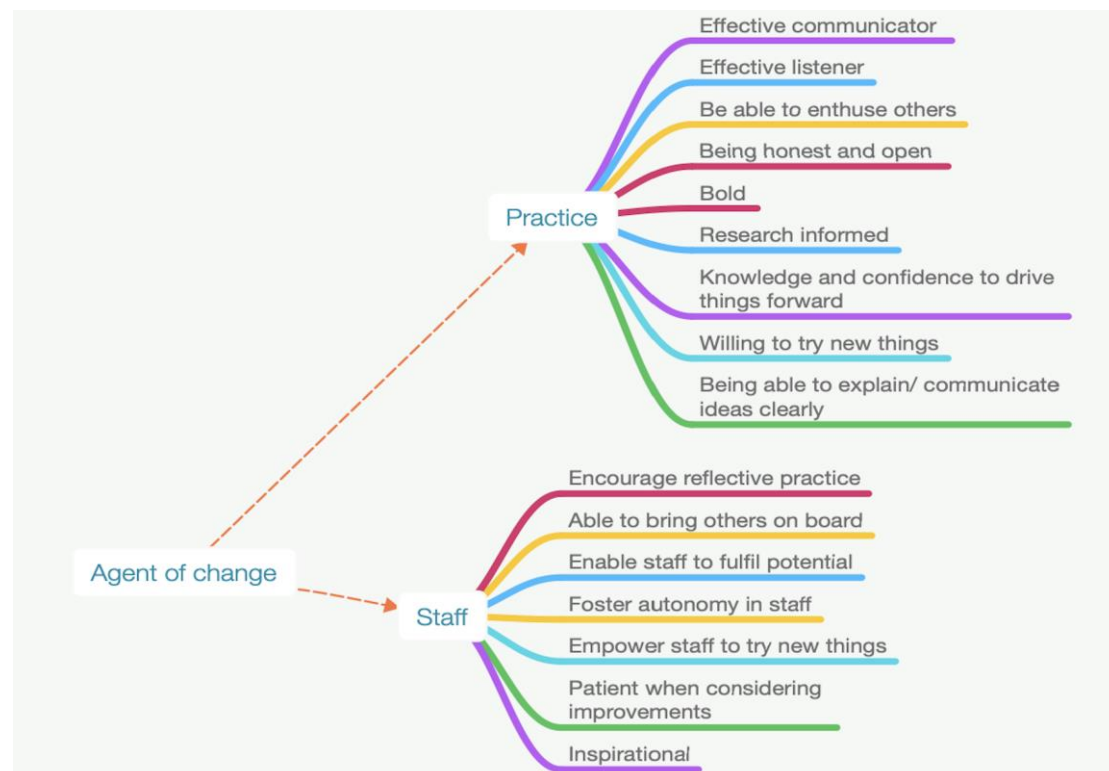 Effective communicator
Effective listener
Be able to enthuse others
Being honest and open
Bold
Practice
Research informed
Knowledge and confidence to drive
things forward
Willing to try new things
Being able to explain/ communicate
ideas clearly
Encourage reflective practice
Able to bring others on board
Enable staff to fulfil potential
Agent of change
Foster autonomy in staff
Staff
Empower staff to try new things
Patient when considering
improvements
Inspirational